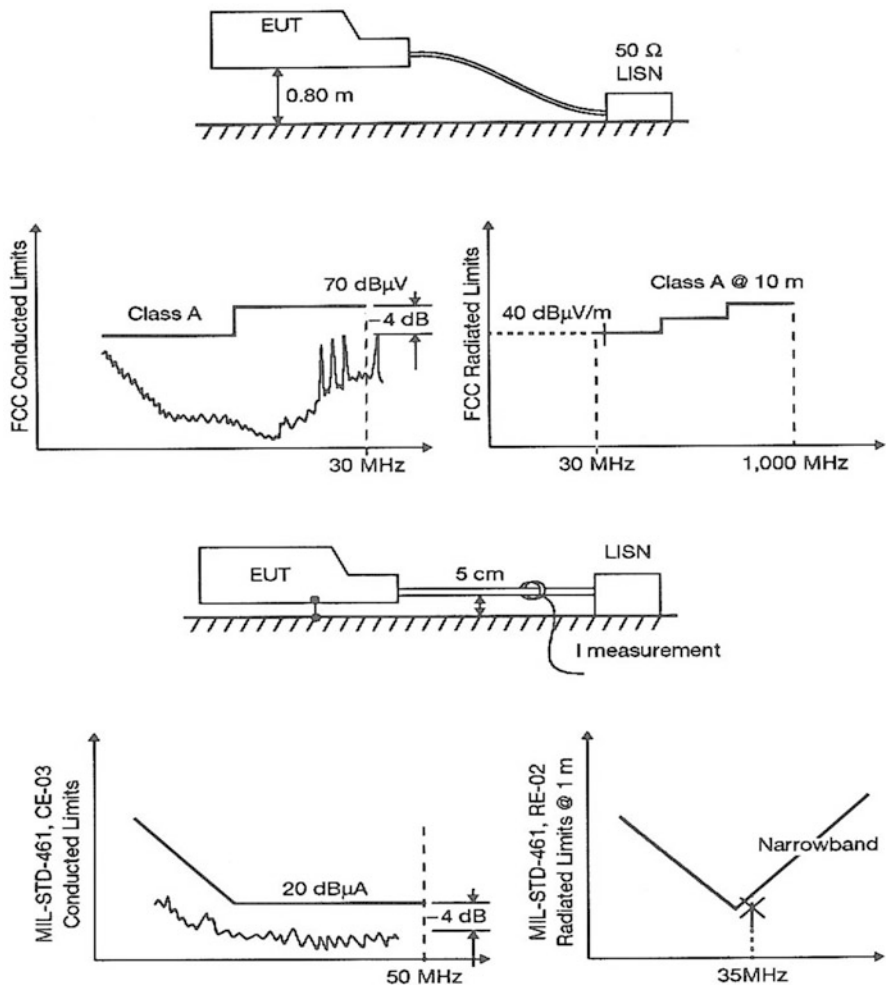 EUT
50 Ω
LISN
0.80 m
FCC Conducted Limits
Class A
70 dBµV
−4 dB
30 MHz
FCC Radiated Limits
40 dBµV/m
Class A @ 10 m
30 MHz
1,000 MHz
EUT
5 cm
LISN
I measurement
MIL-STD-461, CE-03
Conducted Limits
20 dBµA
−4 dB
50 MHz
MIL-STD-461, RE-02
Radiated Limits @ 1 m
Narrowband
35MHz